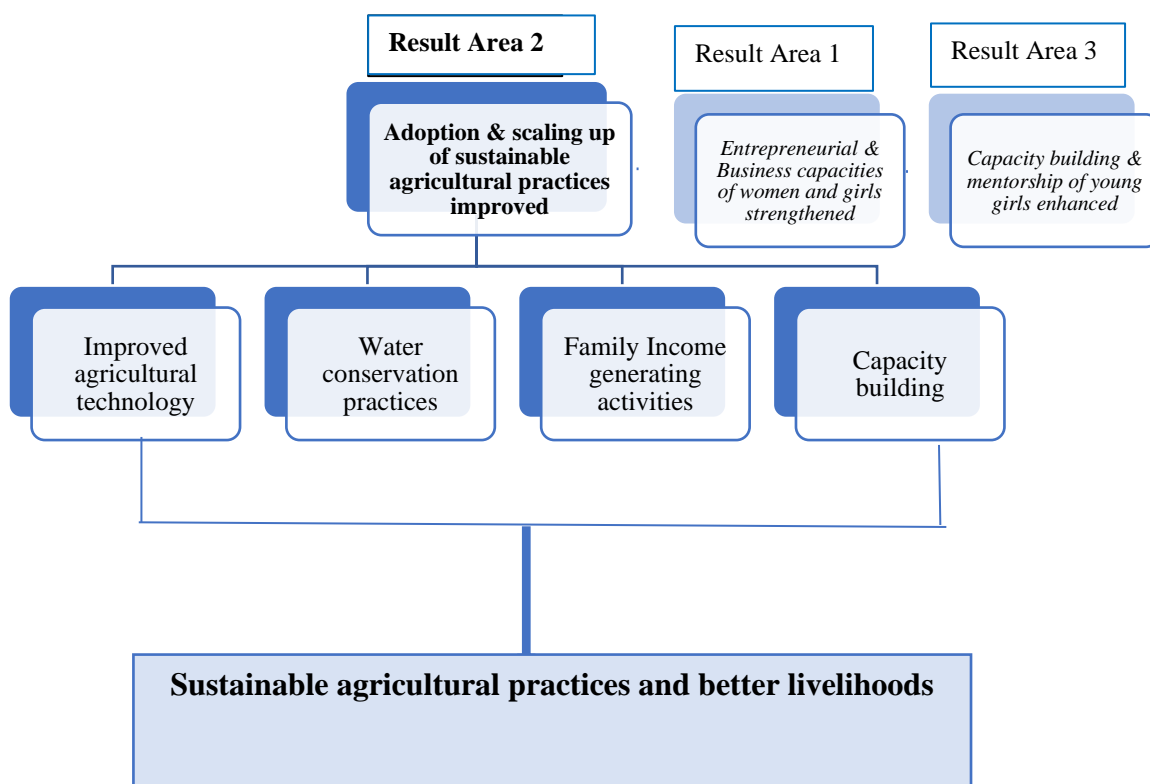 Result Area 2
Result Area 1
Result Area 3
Adoption & scaling up
of sustainable
agricultural practices
improved
Entrepreneurial &
Business capacities
of women and girls
strengthened
Capacity building &
mentorship of young
girls enhanced
Improved
agricultural
technology
Water
conservation
practices
Family Income
generating
activities
Capacity
building
Sustainable agricultural practices and better livelihoods